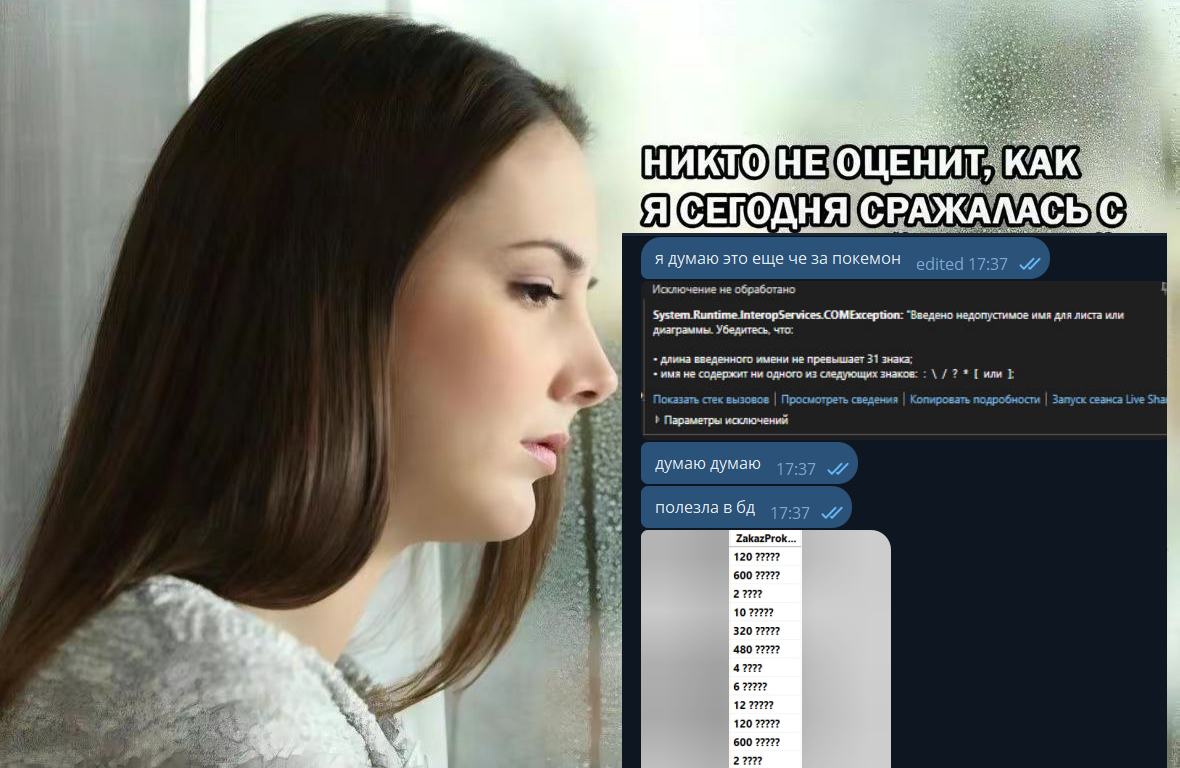 НИКТО НЕ ОЦЕНИТ, КАК
Я СЕГОДНЯ СРАЖАЛАСЬ С
я думаю это еще че за покемон edited 17:37
Исключение не обработано
System.Runtime.InteropServices.COMException: "Введено недопустимое имя для листа или
диаграммы. Убедитесь, что:
• длина введенного имени не превышает 31 знака;
• имя не содержит ни одного из следующих знаков: : \ / ? * [ или ];
Показать стек вызовов | Просмотреть сведения | Копировать подробности | Запуск сеанса Live Shar
Параметры исключений
думаю думаю 17:37
полезла в бд 17:37
ZakazProk...
120 ?????
600 ?????
2 ????
10 ?????
320 ?????
480 ?????
4 ????
6 ?????
12 ?????
120 ?????
600 ?????
2 ????